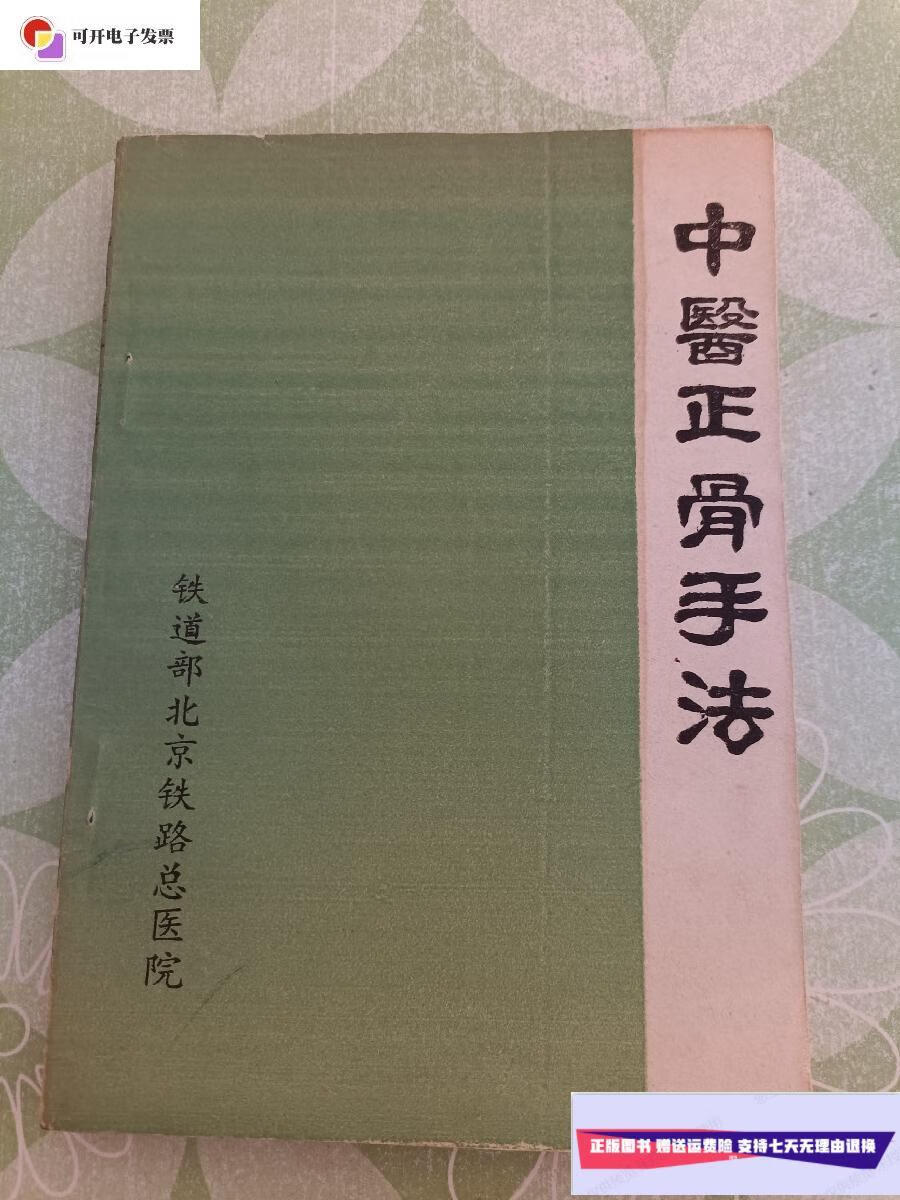 可开电子发票
中醫正骨手法
铁道部北京铁路总医院
正版图书 赠送运费险 支持七天无理由退换